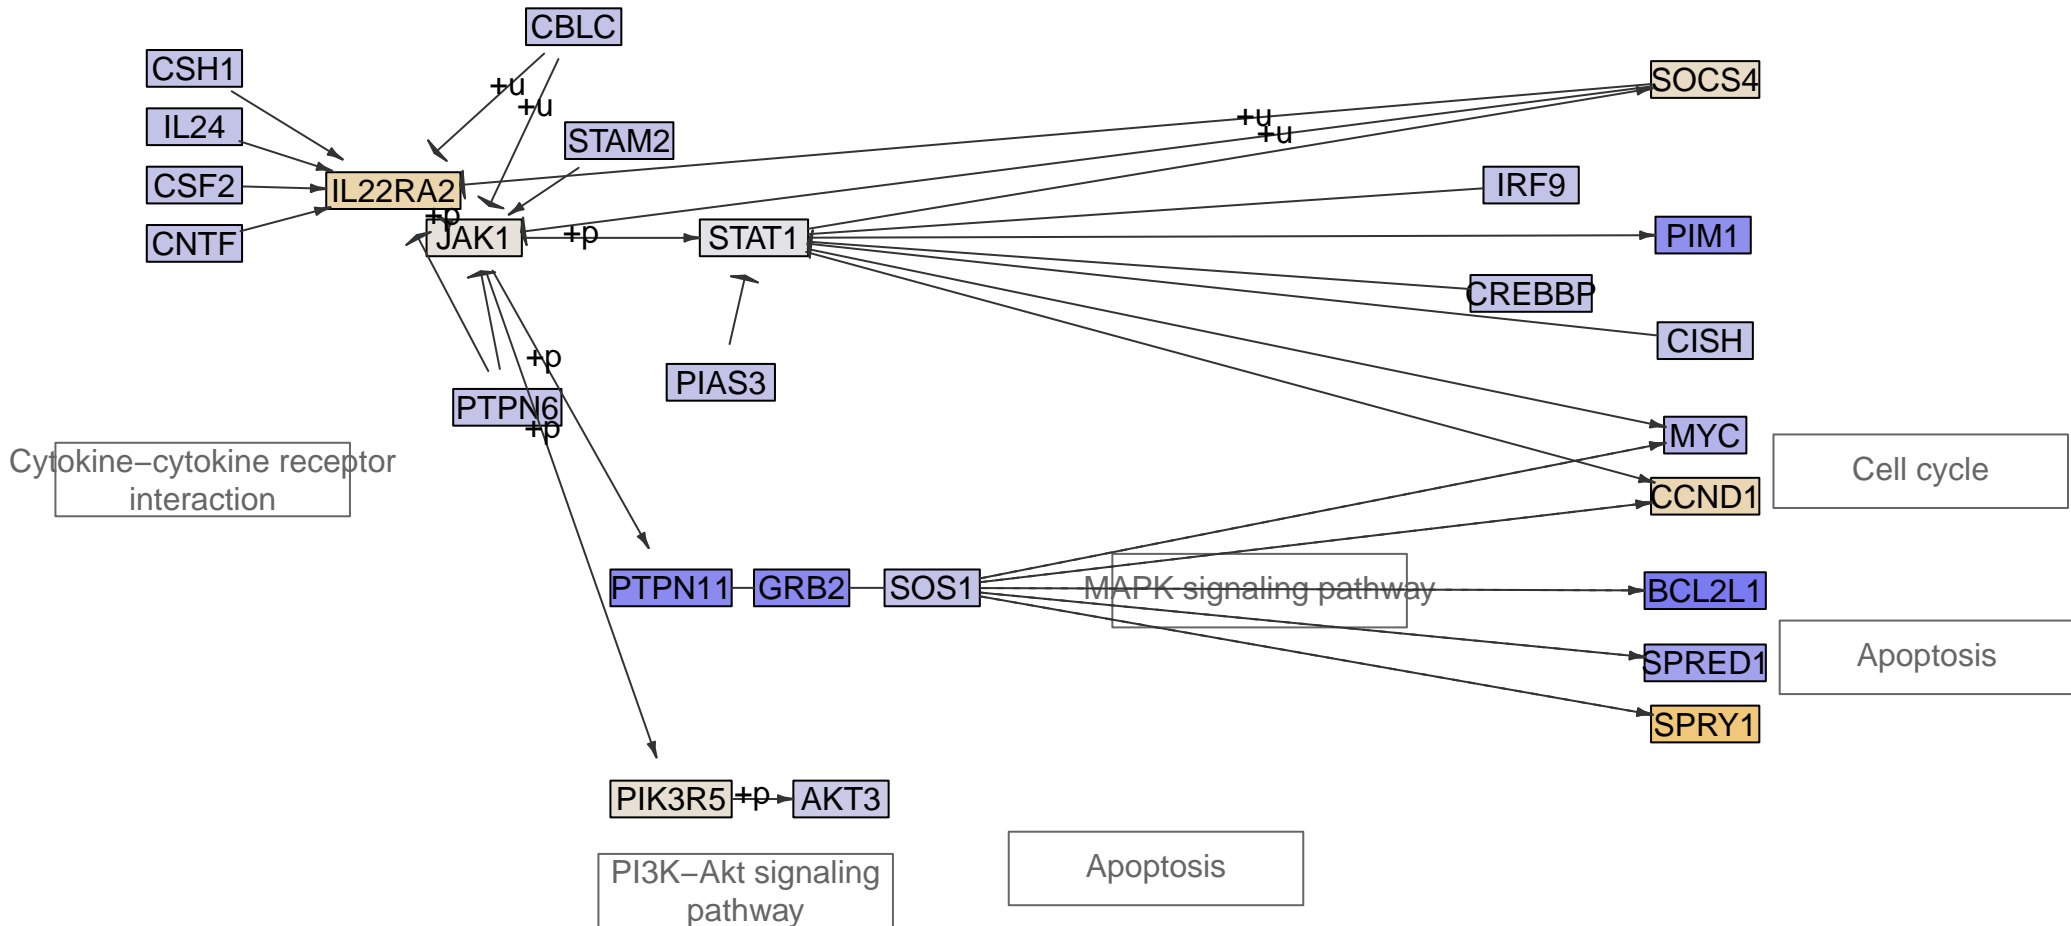 CBLC
CSH1
+u
SOCS4
+u
IL24
+u
STAM2
+u
CSF2
IL22RA2
IRF9
+p
CNTF
JAK1
+p
STAT1
PIM1
CREBBP
CISH
+p
PIAS3
PTPN6
+p
MYC
Cytokine−cytokine receptor
interaction
Cell cycle
CCND1
PTPN11
GRB2
SOS1
MAPK signaling pathway
BCL2L1
SPRED1
Apoptosis
SPRY1
PIK3R5
+p
AKT3
Apoptosis
PI3K−Akt signaling
pathway